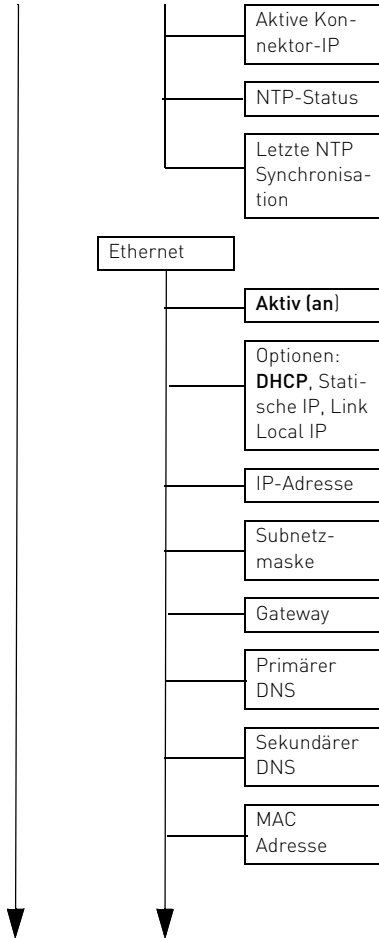 Aktive Kon-
nektor-IP
NTP-Status
Letzte NTP
Synchronisa-
tion
Ethernet
Aktiv (an)
Optionen:
DHCP, Stati-
sche IP, Link
Local IP
IP-Adresse
Subnetz-
maske
Gateway
Primärer
DNS
Sekundärer
DNS
MAC
Adresse